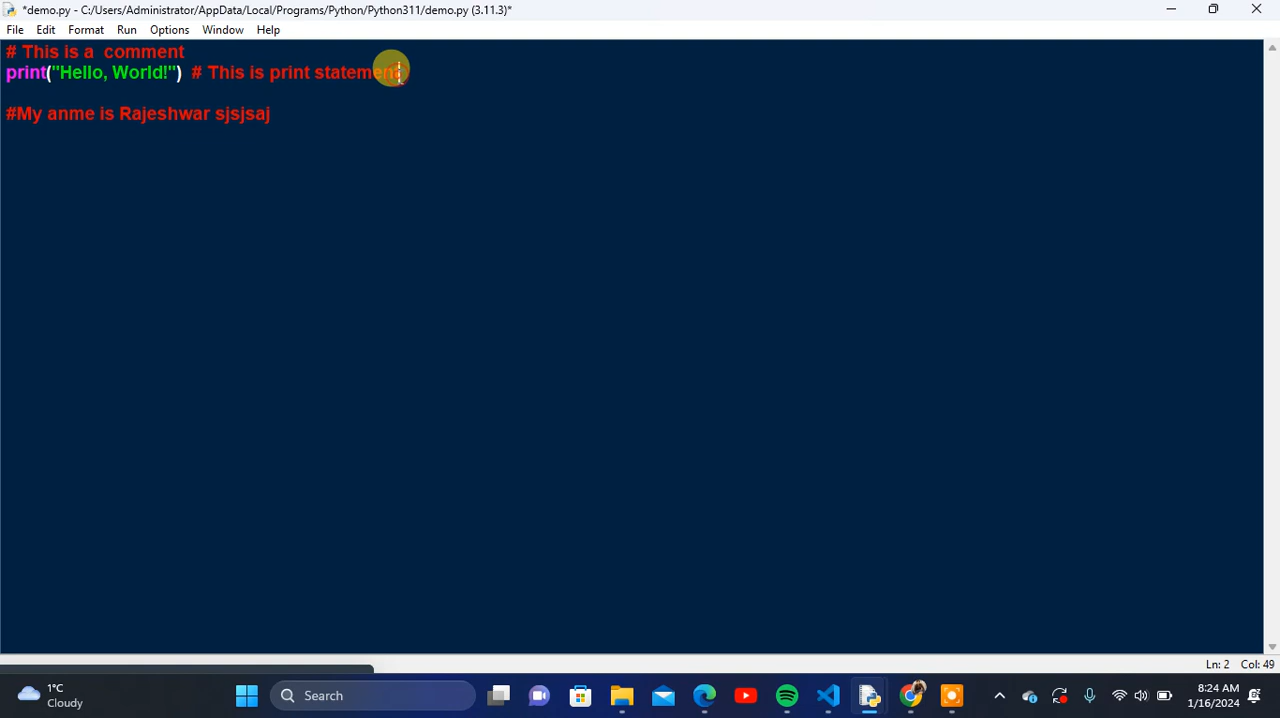 *demo.py - C:/Users/Administrator/AppData/Local/Programs/Python/Python311/demo.py (3.11.3)*
File Edit Format Run Options Window Help
# This is a  comment
print("Hello, World!")  # This is print statement
#My anme is Rajeshwar sjsjsaj
Ln: 2 Col: 49
1°C
Cloudy
Search
8:24 AM
1/16/2024